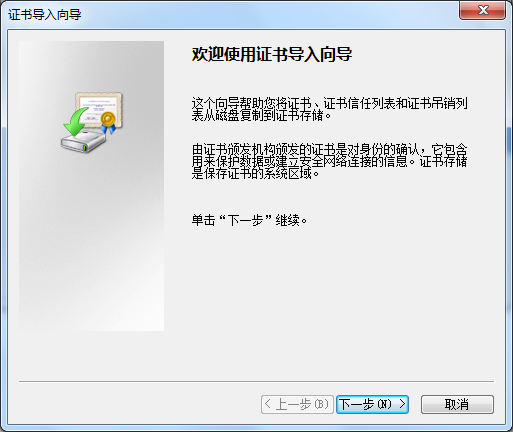 证书导入向导
欢迎使用证书导入向导
这个向导帮助您将证书、证书信任列表和证书吊销列
表从磁盘复制到证书存储。
由证书颁发机构颁发的证书是对身份的确认，它包含
用来保护数据或建立安全网络连接的信息。证书存储
是保存证书的系统区域。
单击“下一步”继续。
< 上一步(B) 下一步(N) > 取消